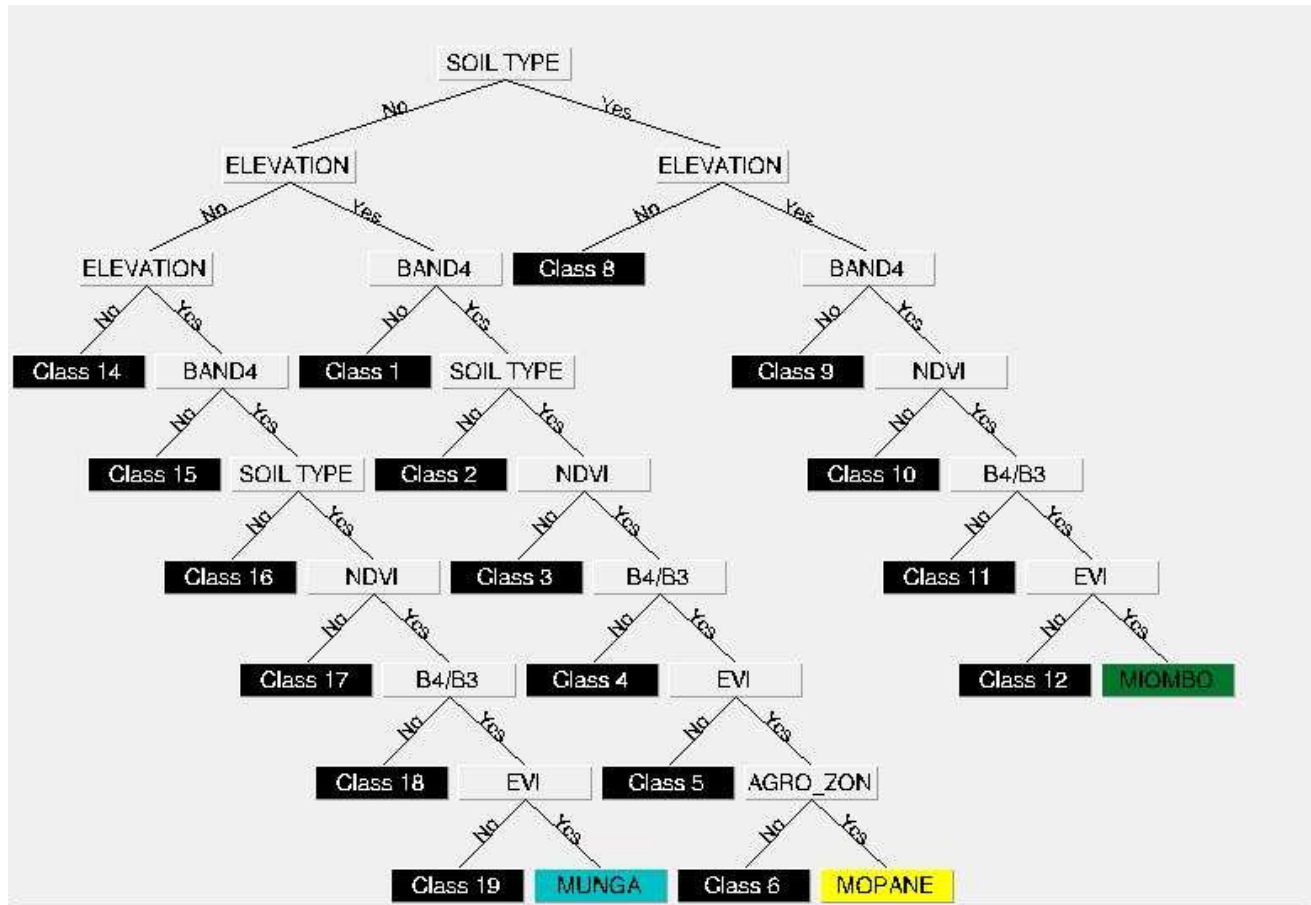 SOIL TYPE
No Yes
ELEVATION ELEVATION
No Yes No Yes
ELEVATION BAND4 Class 8 BAND4
No Yes No Yes No Yes
Class 14 BAND4 Class 1 SOIL TYPE Class 9 NDVI
No Yes No Yes No Yes
Class 15 SOIL TYPE Class 2 NDVI Class 10 B4/B3
No Yes No Yes No Yes
Class 16 NDVI Class 3 B4/B3 Class 11 EVI
No Yes No Yes No Yes
Class 17 B4/B3 Class 4 EVI Class 12 MIOMBO
No Yes No Yes
Class 18 EVI Class 5 AGRO_ZON
No Yes No Yes
Class 19 MUNGA Class 6 MOPANE